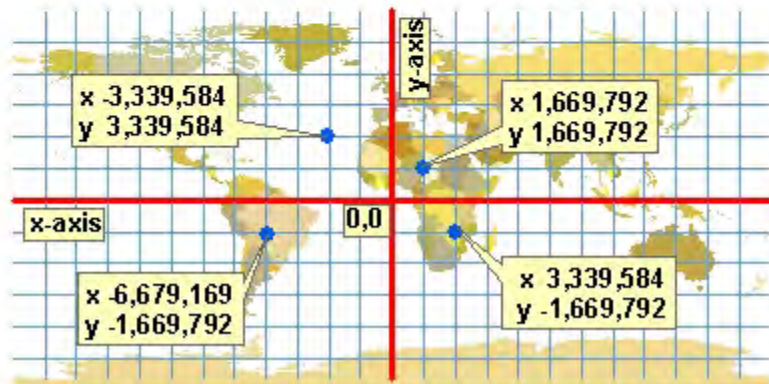 y-axis
x -3,339,584
y 3,339,584
x 1,669,792
y 1,669,792
x-axis
0,0
x -6,679,169
y -1,669,792
x 3,339,584
y -1,669,792